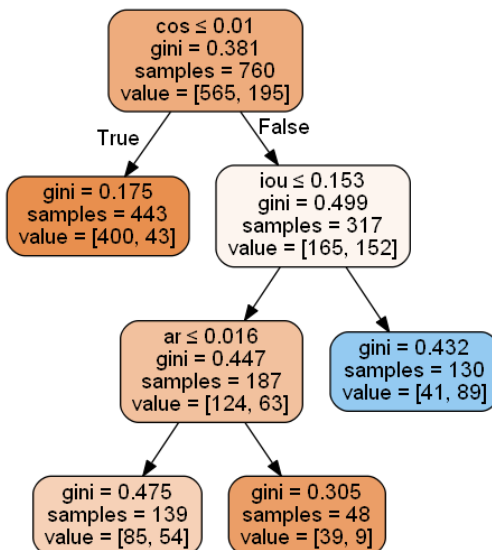 cos ≤ 0.01
gini = 0.381
samples = 760
value = [565, 195]
True
False
gini = 0.175
samples = 443
value = [400, 43]
iou ≤ 0.153
gini = 0.499
samples = 317
value = [165, 152]
ar ≤ 0.016
gini = 0.447
samples = 187
value = [124, 63]
gini = 0.432
samples = 130
value = [41, 89]
gini = 0.475
samples = 139
value = [85, 54]
gini = 0.305
samples = 48
value = [39, 9]